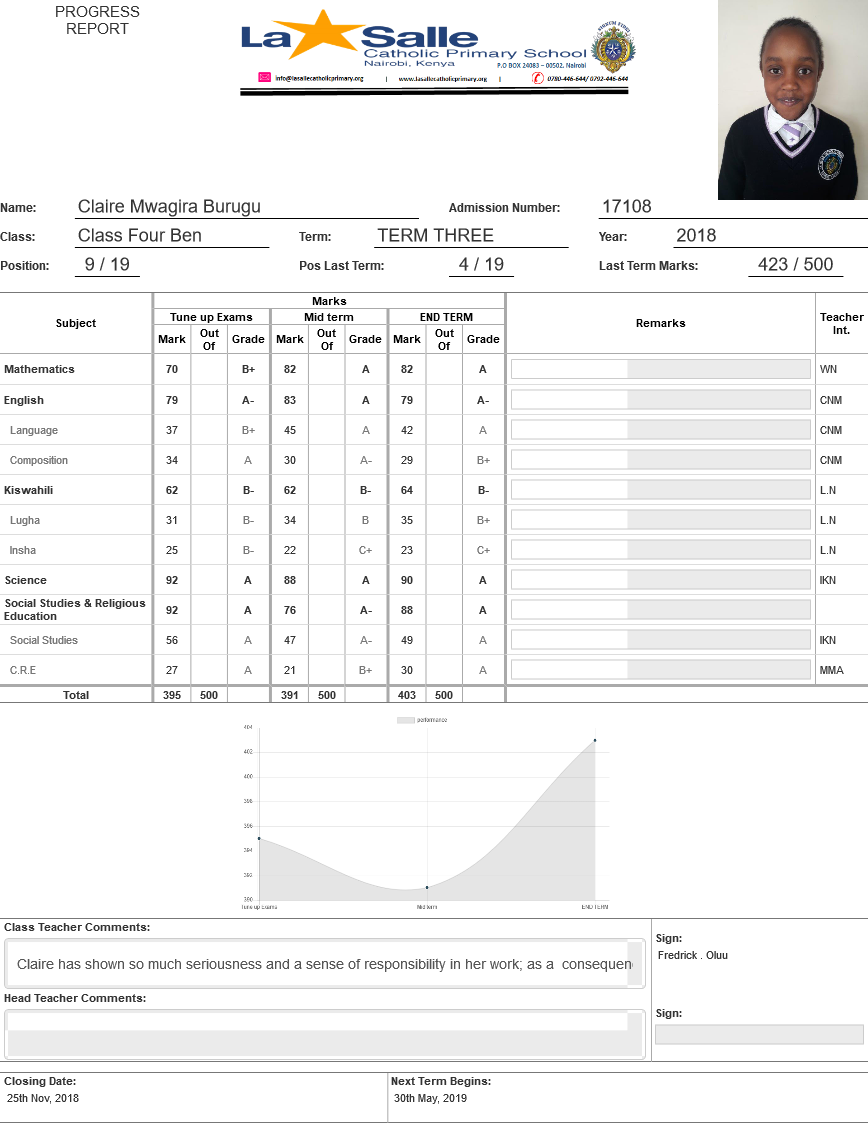 PROGRESS
REPORT
La Salle
Catholic Primary School
Nairobi, Kenya
P.O BOX 24083 – 00502, Nairobi
info@lasallecatholicprimary.org | www.lasallecatholicprimary.org | 0780-446-644/ 0792-446-644
Name: Claire Mwagira Burugu Admission Number: 17108
Class: Class Four Ben Term: TERM THREE Year: 2018
Position: 9 / 19 Pos Last Term: 4 / 19 Last Term Marks: 423 / 500
Subject Marks Remarks Teacher Int.
Tune up Exams Mid term END TERM
Mark Out Of Grade Mark Out Of Grade Mark Out Of Grade
Mathematics 70 B+ 82 A 82 A WN
English 79 A- 83 A 79 A- CNM
Language 37 B+ 45 A 42 A CNM
Composition 34 A 30 A- 29 B+ CNM
Kiswahili 62 B- 62 B- 64 B- L.N
Lugha 31 B- 34 B 35 B+ L.N
Insha 25 B- 22 C+ 23 C+ L.N
Science 92 A 88 A 90 A IKN
Social Studies & Religious Education 92 A 76 A- 88 A
Social Studies 56 A 47 A- 49 A IKN
C.R.E 27 A 21 B+ 30 A MMA
Total 395 500 391 500 403 500
performance
404
402
400
398
396
394
392
390
Tune up Exams Mid term END TERM
Class Teacher Comments:
Claire has shown so much seriousness and a sense of responsibility in her work; as a consequen
Sign:
Fredrick . Oluu
Head Teacher Comments:
Sign:
Closing Date: Next Term Begins:
25th Nov, 2018 30th May, 2019